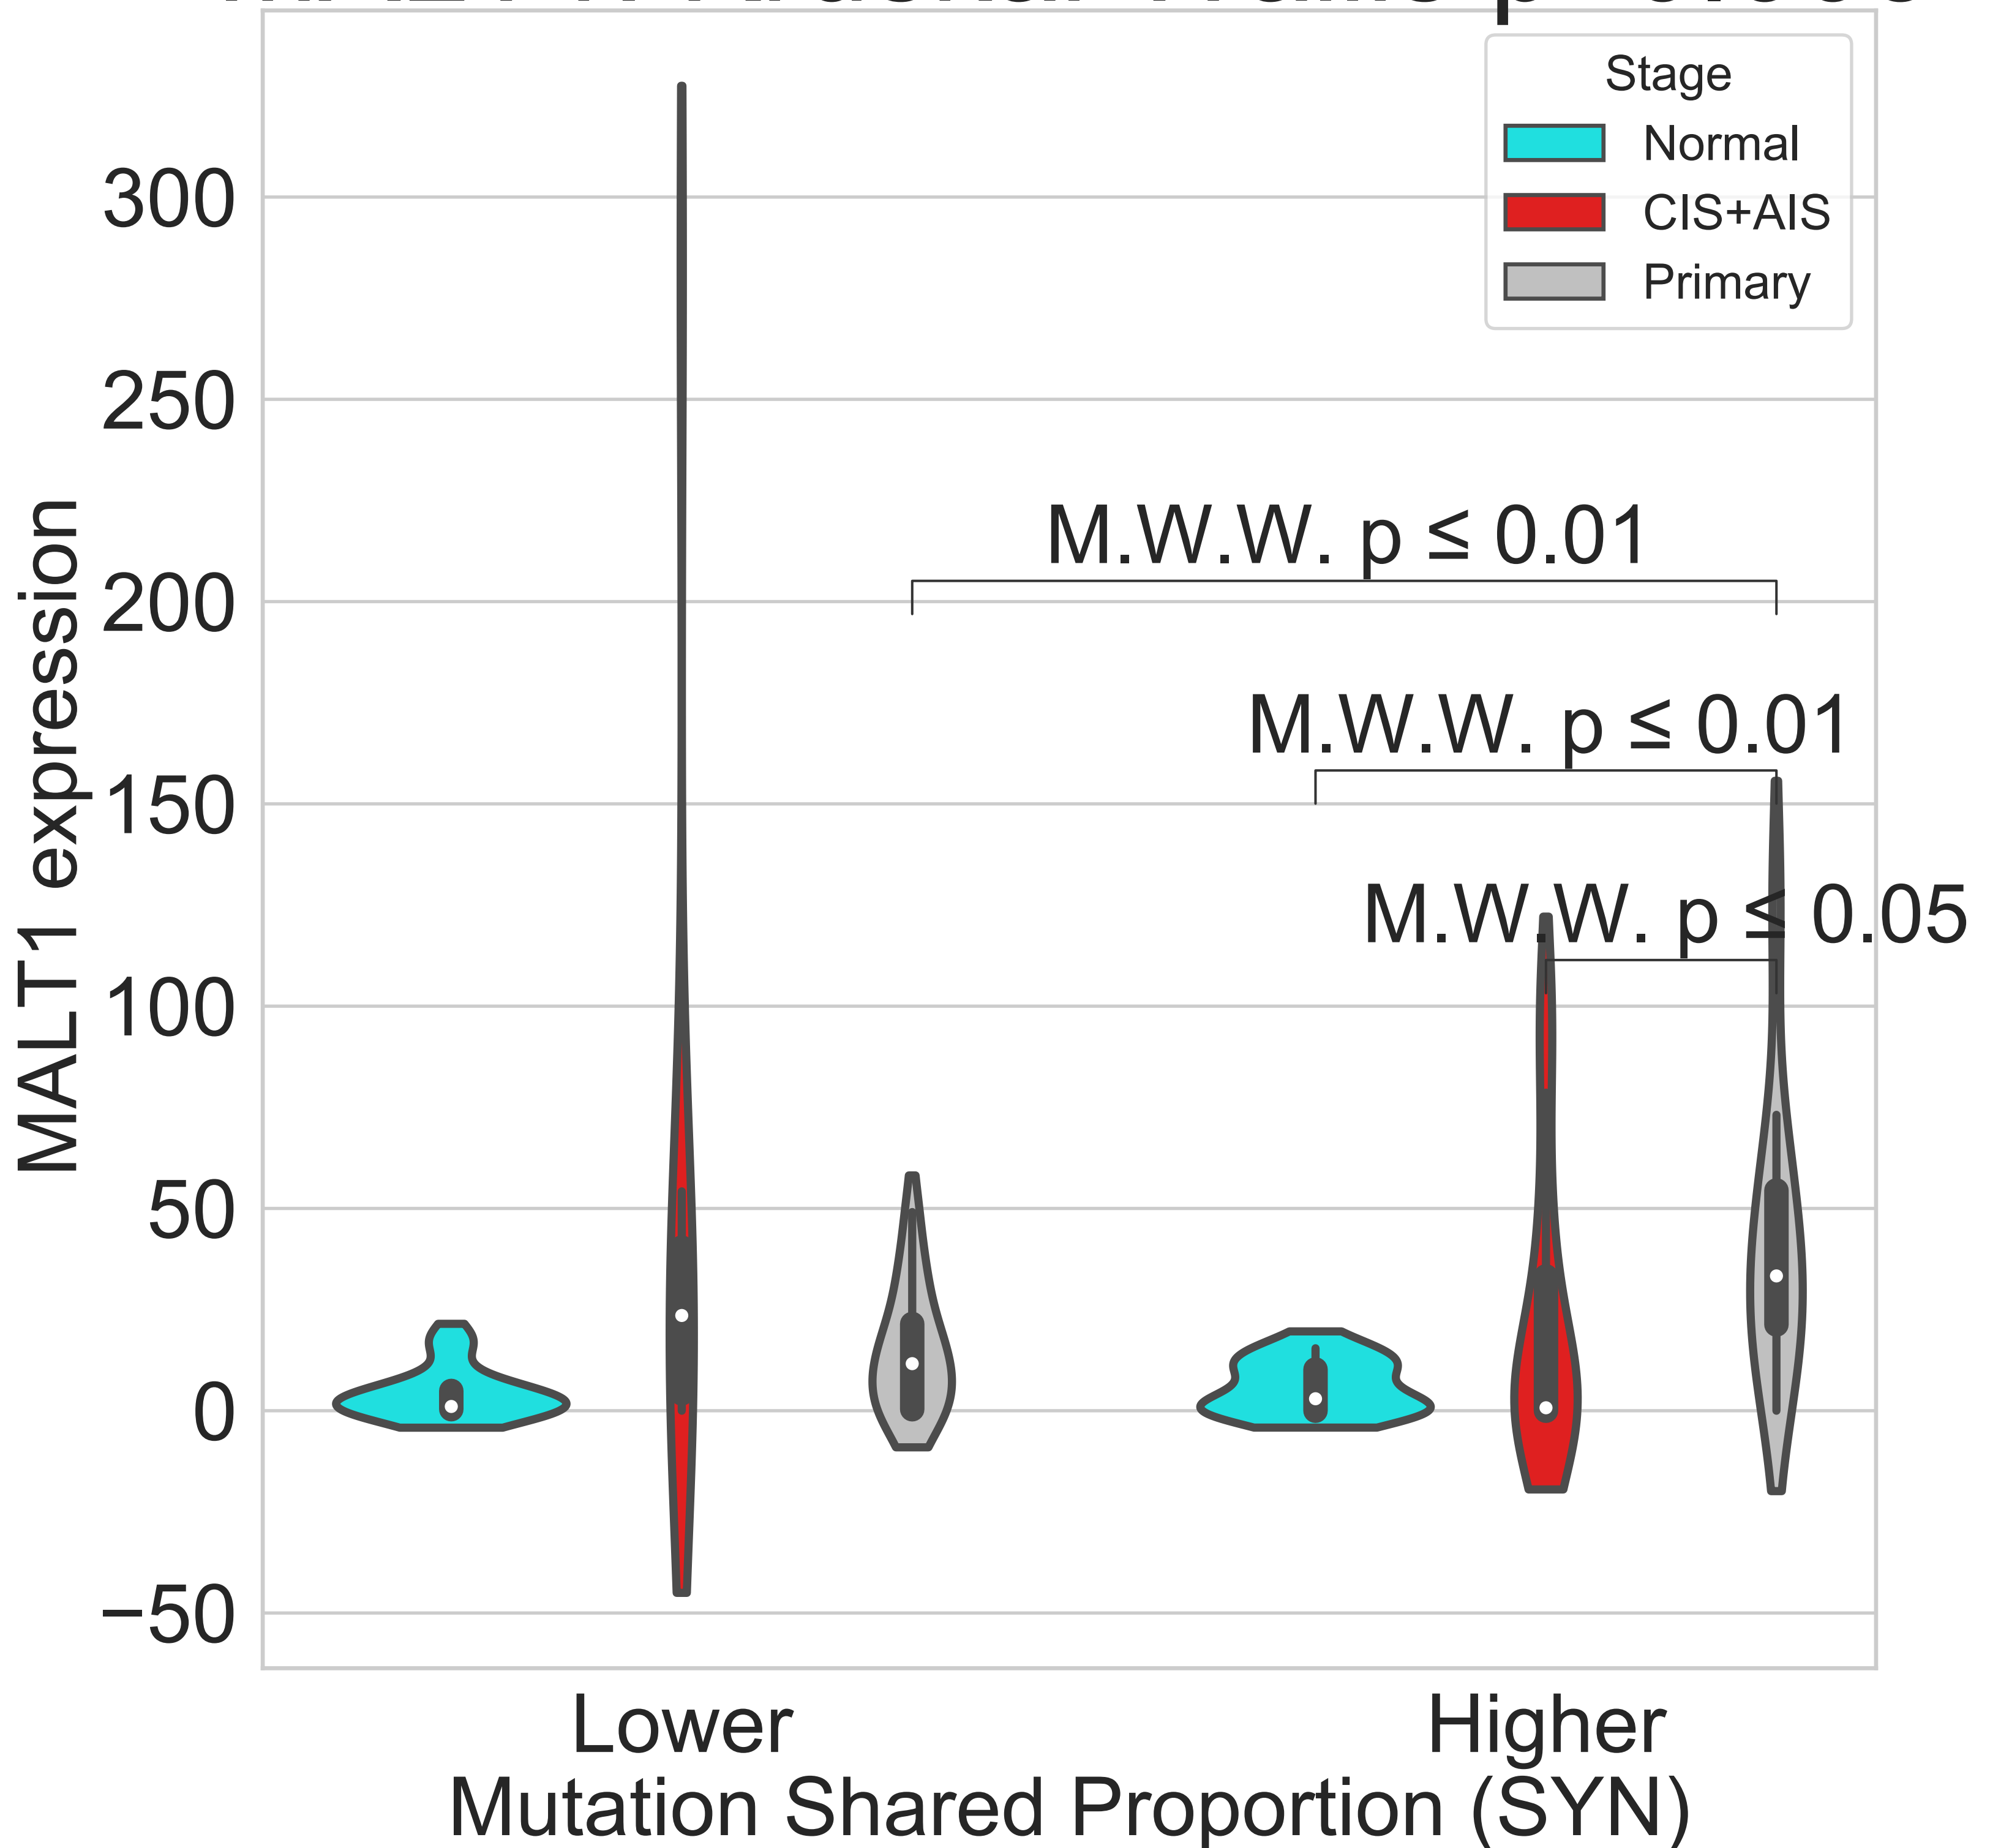 Stage
Normal
CIS+AIS
Primary
300
250
200
150
100
50
0
−50
MALT1 expression
M.W.W. p ≤ 0.01
M.W.W. p ≤ 0.01
M.W.W. p ≤ 0.05
Lower
Higher
Mutation Shared Proportion (SYN)